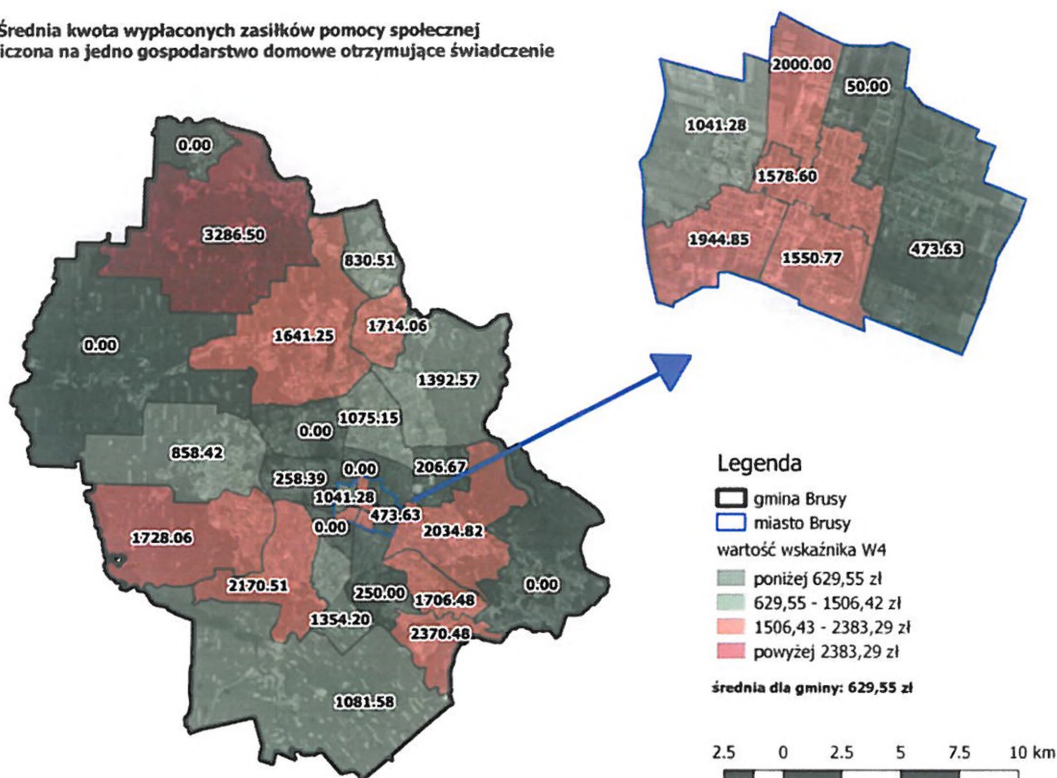 Średnia kwota wypłaconych zasiłków pomocy społecznej
iczona na jedno gospodarstwo domowe otrzymujące świadczenie
2000.00
50.00
1041.28
1578.60
1944.85
1550.77
473.63
0.00
3286.50
830.51
1641.25
1714.06
0.00
1392.57
1075.15
0.00
858.42
0.00
206.67
258.39
1041.28
473.63
0.00
2034.82
1728.06
2170.51
250.00
1706.48
0.00
1354.20
2370.48
1081.58
Legenda
gmina Brusy
miasto Brusy
wartość wskaźnika W4
poniżej 629,55 zł
629,55 - 1506,42 zł
1506,43 - 2383,29 zł
powyżej 2383,29 zł
średnia dla gminy: 629,55 zł
2.5 0 2.5 5 7.5 10 km